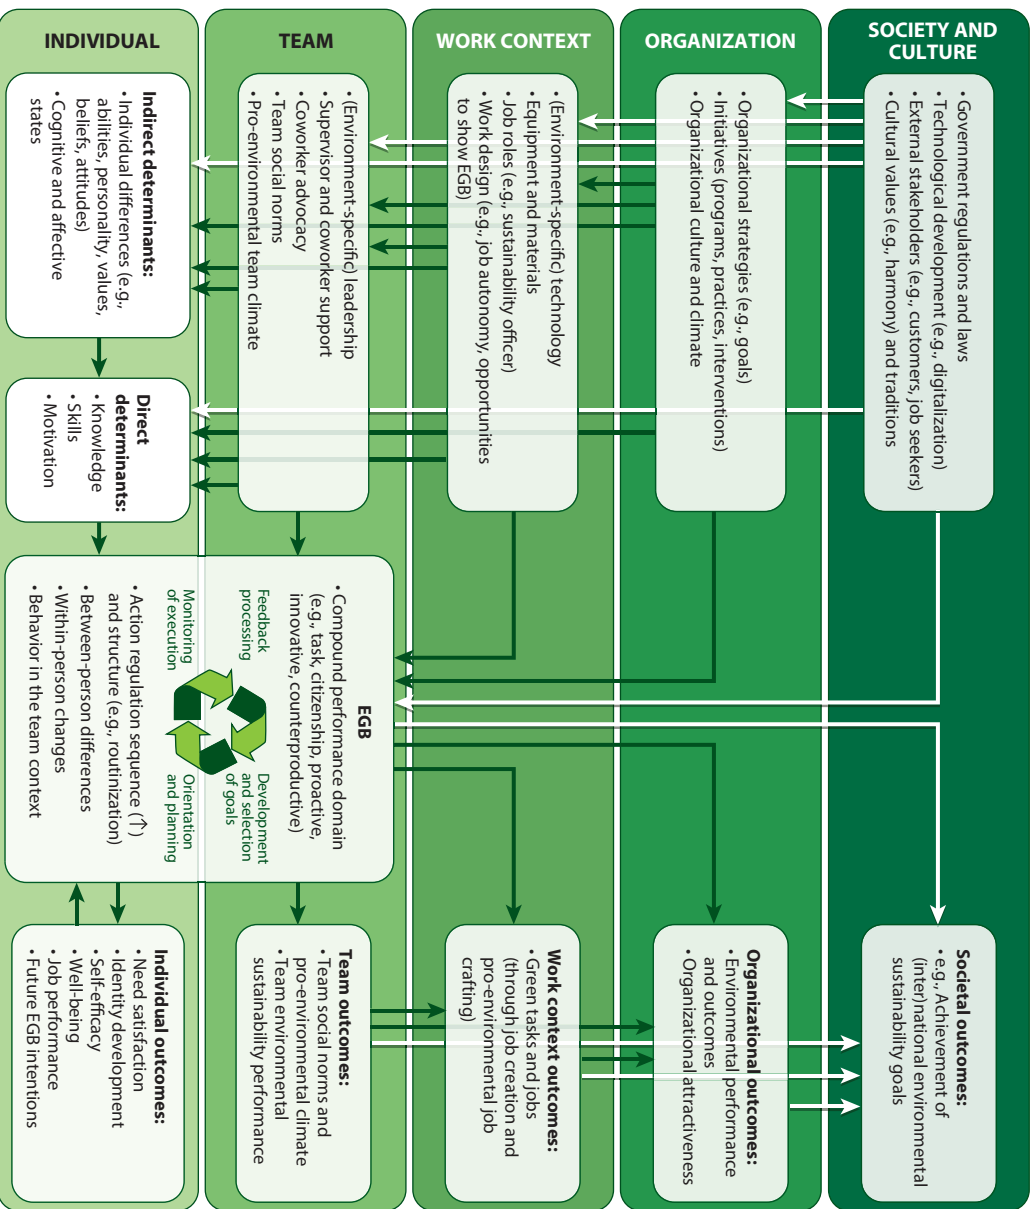 INDIVIDUAL
TEAM
WORK CONTEXT
ORGANIZATION
SOCIETY AND
CULTURE
• Government regulations and laws
• Technological development (e.g., digitalization)
• External stakeholders (e.g., customers, job seekers)
• Cultural values (e.g., harmony) and traditions
• Organizational strategies (e.g., goals)
• Initiatives (programs, practices, interventions)
• Organizational culture and climate
• (Environment-specific) technology
• Equipment and materials
• Job roles (e.g., sustainability officer)
• Work design (e.g., job autonomy, opportunities
to show EGB)
• (Environment-specific) leadership
• Supervisor and coworker support
• Coworker advocacy
• Team social norms
• Pro-environmental team climate
Indirect determinants:
• Individual differences (e.g.,
abilities, personality, values,
beliefs, attitudes)
• Cognitive and affective
states
Direct
determinants:
• Knowledge
• Skills
• Motivation
EGB
• Compound performance domain
(e.g., task, citizenship, proactive,
innovative, counterproductive)
Feedback
processing
Development
and selection
of goals
Monitoring
of execution
Orientation
and planning
• Action regulation sequence (↑)
and structure (e.g., routinization)
• Between-person differences
• Within-person changes
• Behavior in the team context
Societal outcomes:
• e.g., Achievement of
(inter)national environmental
sustainability goals
Organizational outcomes:
• Environmental performance
and outcomes
• Organizational attractiveness
Work context outcomes:
• Green tasks and jobs
(through job creation and
pro-environmental job
crafting)
Team outcomes:
• Team social norms and
pro-environmental climate
• Team environmental
sustainability performance
Individual outcomes:
• Need satisfaction
• Identity development
• Self-efficacy
• Well-being
• Job performance
• Future EGB intentions